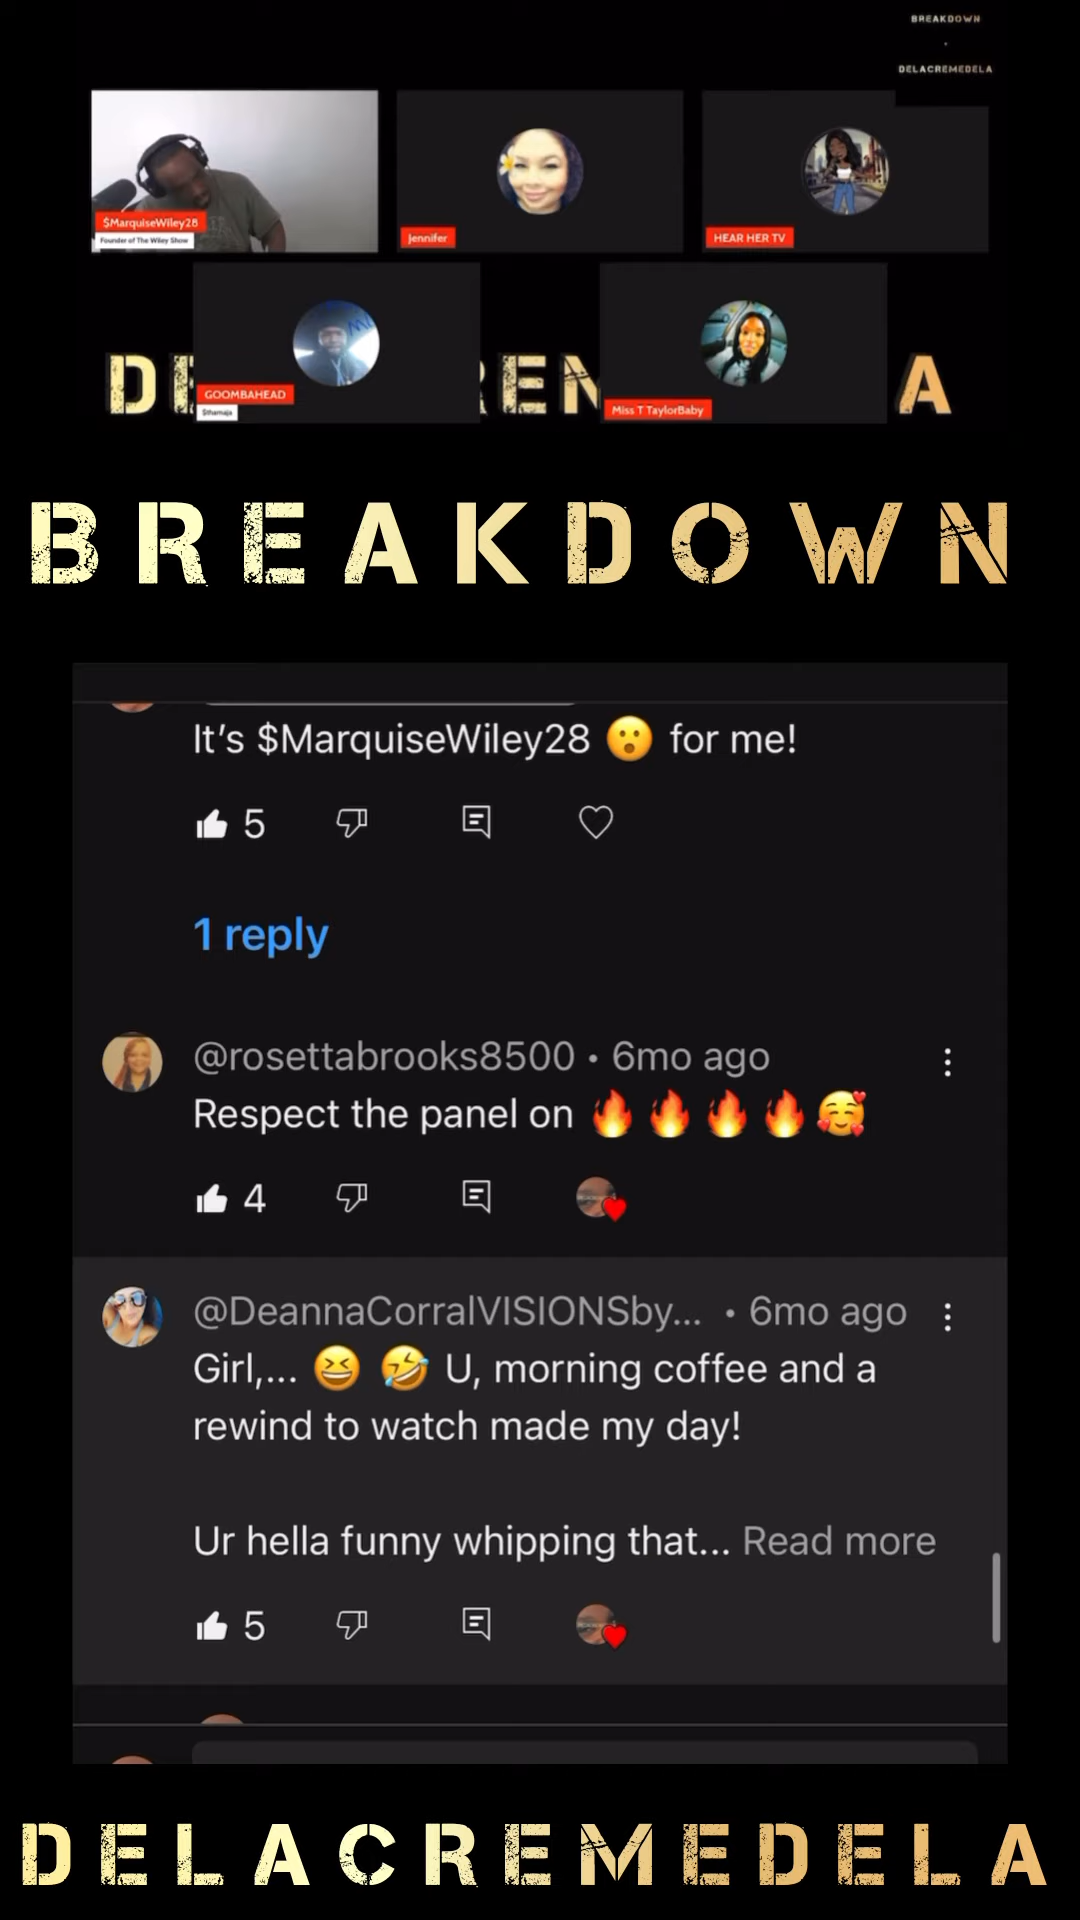 BREAKDOWN
DELACREMEDELA
$MarquiseWiley28
Founder of The Wiley Show
Jennifer
HEAR HER TV
GOOMBAHEAD
$thamaja
Miss T TaylorBaby
BREAKDOWN
It's $MarquiseWiley28 😮 for me!
5
1 reply
@rosettabrooks8500 • 6mo ago
Respect the panel on 🔥🔥🔥🔥🥰
4
@DeannaCorralVISIONSby... • 6mo ago
Girl,... 😆 🤣 U, morning coffee and a
rewind to watch made my day!
Ur hella funny whipping that... Read more
5
DELACREMEDELA